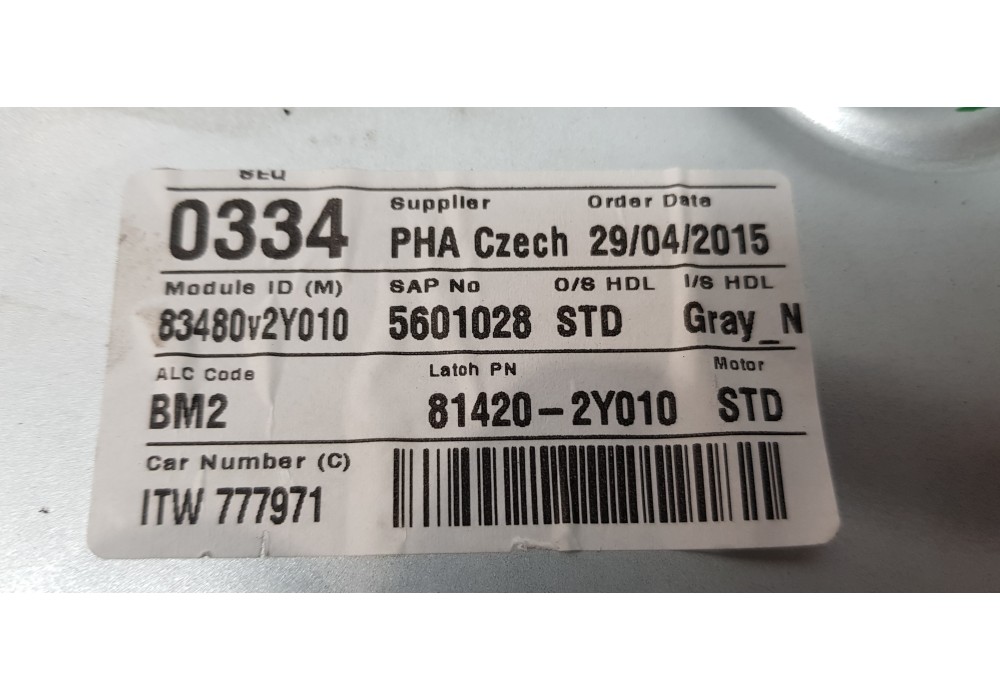 SEQ
Supplier Order Date
0334 PHA Czech 29/04/2015
Module ID (M) SAP No O/S HDL I/S HDL
83480v2Y010 5601028 STD Gray_N
ALC Code Latch PN Motor
BM2 81420-2Y010 STD
Car Number (C)
ITW 777971